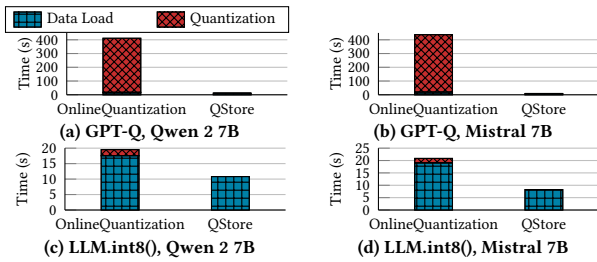 Data Load Quantization
Time (s)
400
300
200
100
0
OnlineQuantization QStore
(a) GPT-Q, Qwen 2 7B
Time (s)
400
300
200
100
0
OnlineQuantization QStore
(b) GPT-Q, Mistral 7B
Time (s)
20
15
10
5
0
OnlineQuantization QStore
(c) LLM.int8(), Qwen 2 7B
Time (s)
25
20
15
10
5
0
OnlineQuantization QStore
(d) LLM.int8(), Mistral 7B